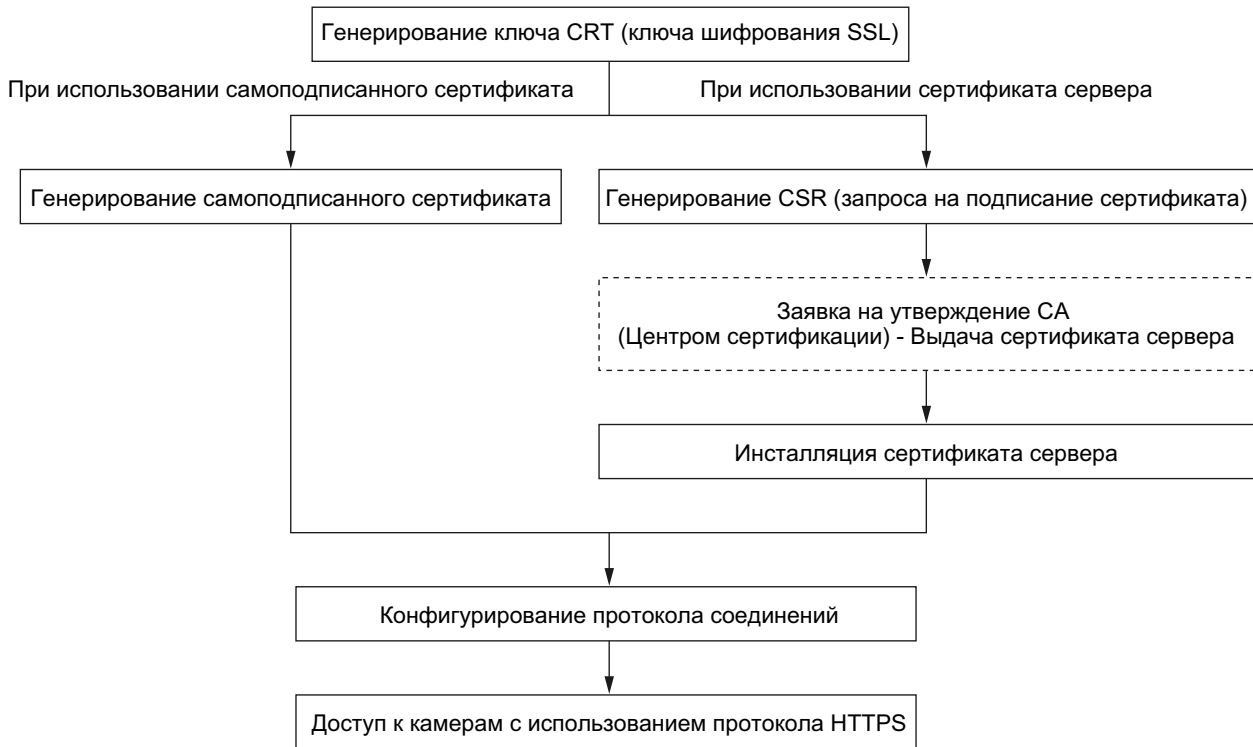 Генерирование ключа CRT (ключа шифрования SSL)
При использовании самоподписанного сертификата
При использовании сертификата сервера
Генерирование самоподписанного сертификата
Генерирование CSR (запроса на подписание сертификата)
Заявка на утверждение CA
(Центром сертификации) - Выдача сертификата сервера
Инсталляция сертификата сервера
Конфигурирование протокола соединений
Доступ к камерам с использованием протокола HTTPS